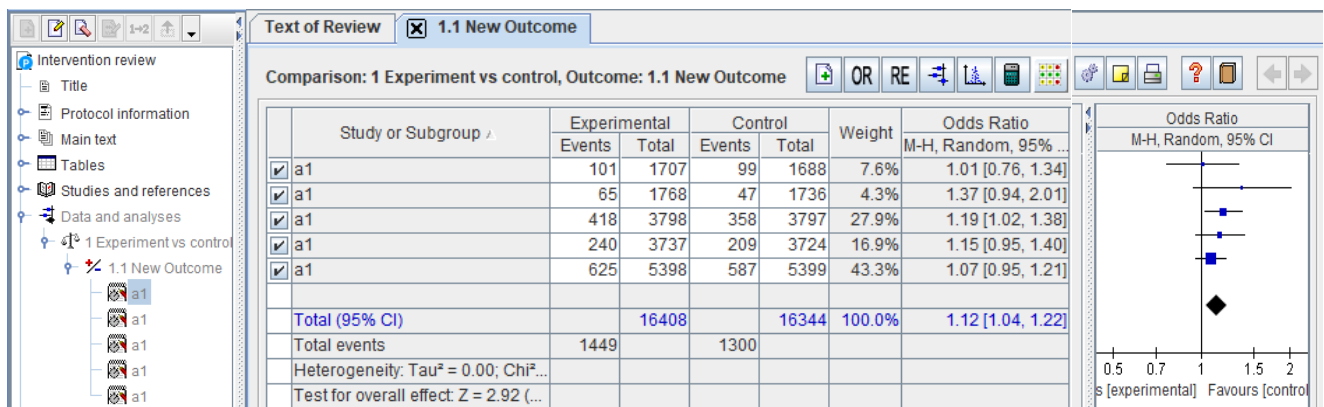 1→2
Intervention review
Title
Protocol information
Main text
Tables
Studies and references
Data and analyses
1 Experiment vs control
1.1 New Outcome
a1
a1
a1
a1
a1
Text of Review
1.1 New Outcome
Comparison: 1 Experiment vs control, Outcome: 1.1 New Outcome
OR RE
Study or Subgroup Experimental Control Weight Odds Ratio
Events Total Events Total M-H, Random, 95% ...
a1 101 1707 99 1688 7.6% 1.01 [0.76, 1.34]
a1 65 1768 47 1736 4.3% 1.37 [0.94, 2.01]
a1 418 3798 358 3797 27.9% 1.19 [1.02, 1.38]
a1 240 3737 209 3724 16.9% 1.15 [0.95, 1.40]
a1 625 5398 587 5399 43.3% 1.07 [0.95, 1.21]
Total (95% CI) 16408 16344 100.0% 1.12 [1.04, 1.22]
Total events 1449 1300
Heterogeneity: Tau² = 0.00; Chi²...
Test for overall effect: Z = 2.92 (...
Odds Ratio
M-H, Random, 95% CI
0.5 0.7 1 1.5 2
s [experimental] Favours [control